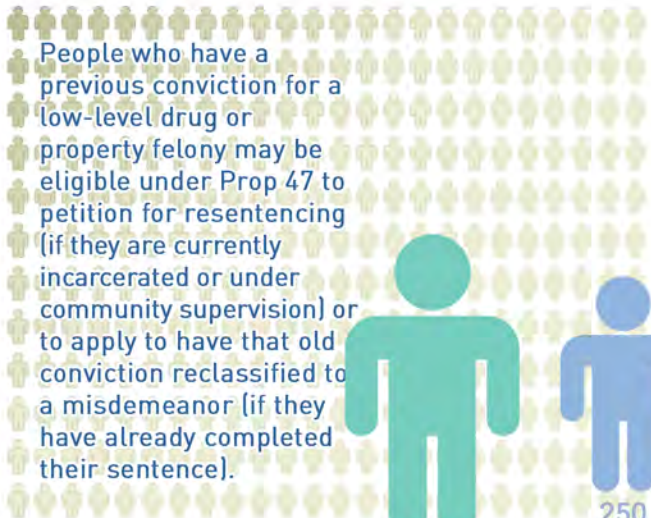 People who have a
previous conviction for a
low-level drug or
property felony may be
eligible under Prop 47 to
petition for resentencing
(if they are currently
incarcerated or under
community supervision) or
to apply to have that old
conviction reclassified to
a misdemeanor (if they
have already completed
their sentence).
250